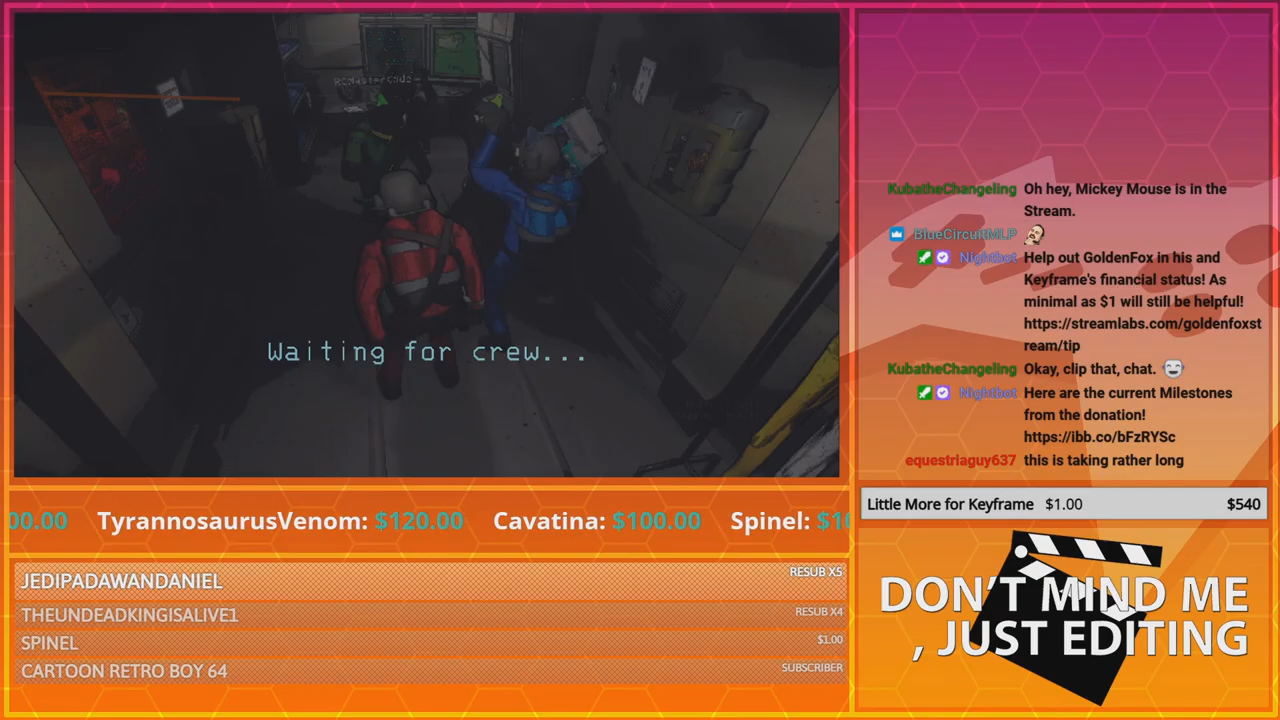 Waiting for crew...
KubatheChangeling Oh hey, Mickey Mouse is in the
Stream.
BlueCircuitMLP
Nightbot Help out GoldenFox in his and
Keyframe's financial status! As
minimal as $1 will still be helpful!
https://streamlabs.com/goldenfoxst
ream/tip
KubatheChangeling Okay, clip that, chat.
Nightbot Here are the current Milestones
from the donation!
https://ibb.co/bFzRYSc
equestriaguy637 this is taking rather long
Little More for Keyframe $1.00 $540
00.00 TyrannosaurusVenom: $120.00 Cavatina: $100.00 Spinel: $1
JEDIPADAWANDANIEL RESUB X5
THEUNDEADKINGISALIVE1 RESUB X4
SPINEL $1.00
CARTOON RETRO BOY 64 SUBSCRIBER
DON'T MIND ME
, JUST EDITING